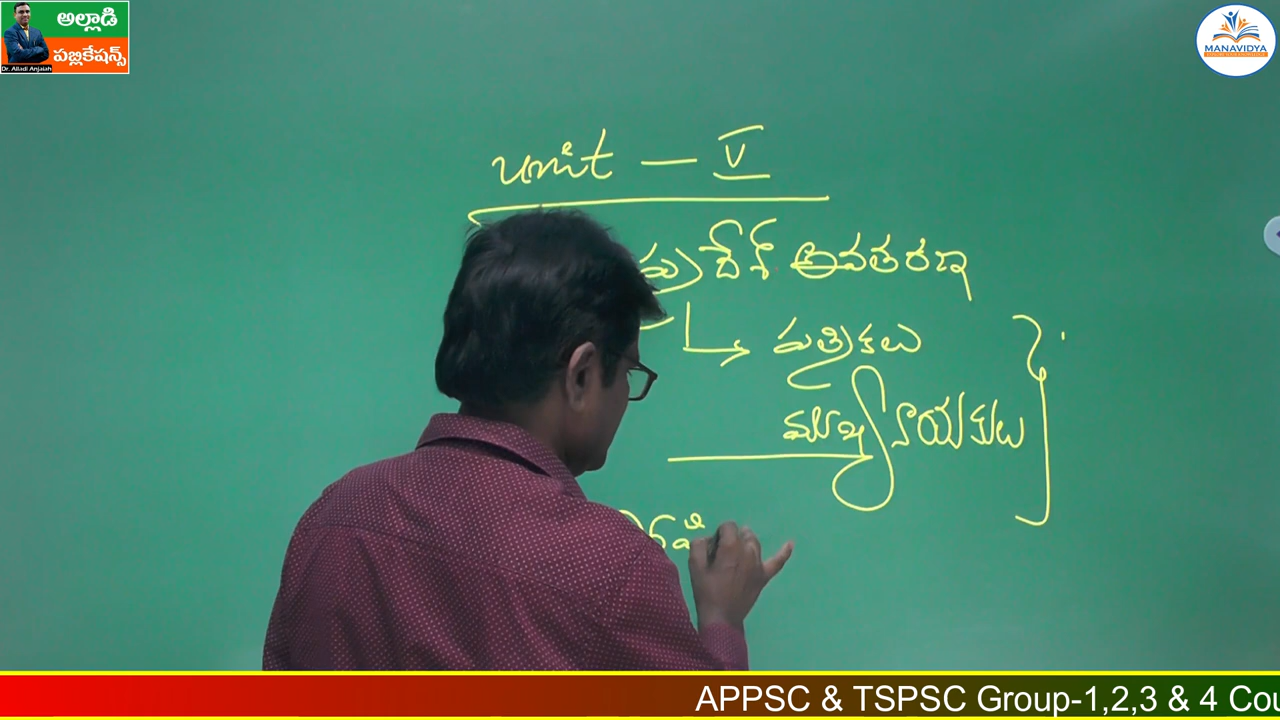 అల్లాడి
పబ్లికేషన్స్
Dr. Alladi Anjaiah
MANAVIDYA
unit — V
ప్రదేశ్ అవతరణ
పత్రికలు
ముఖ్య నాయకులు
APPSC & TSPSC Group-1,2,3 & 4 Cou